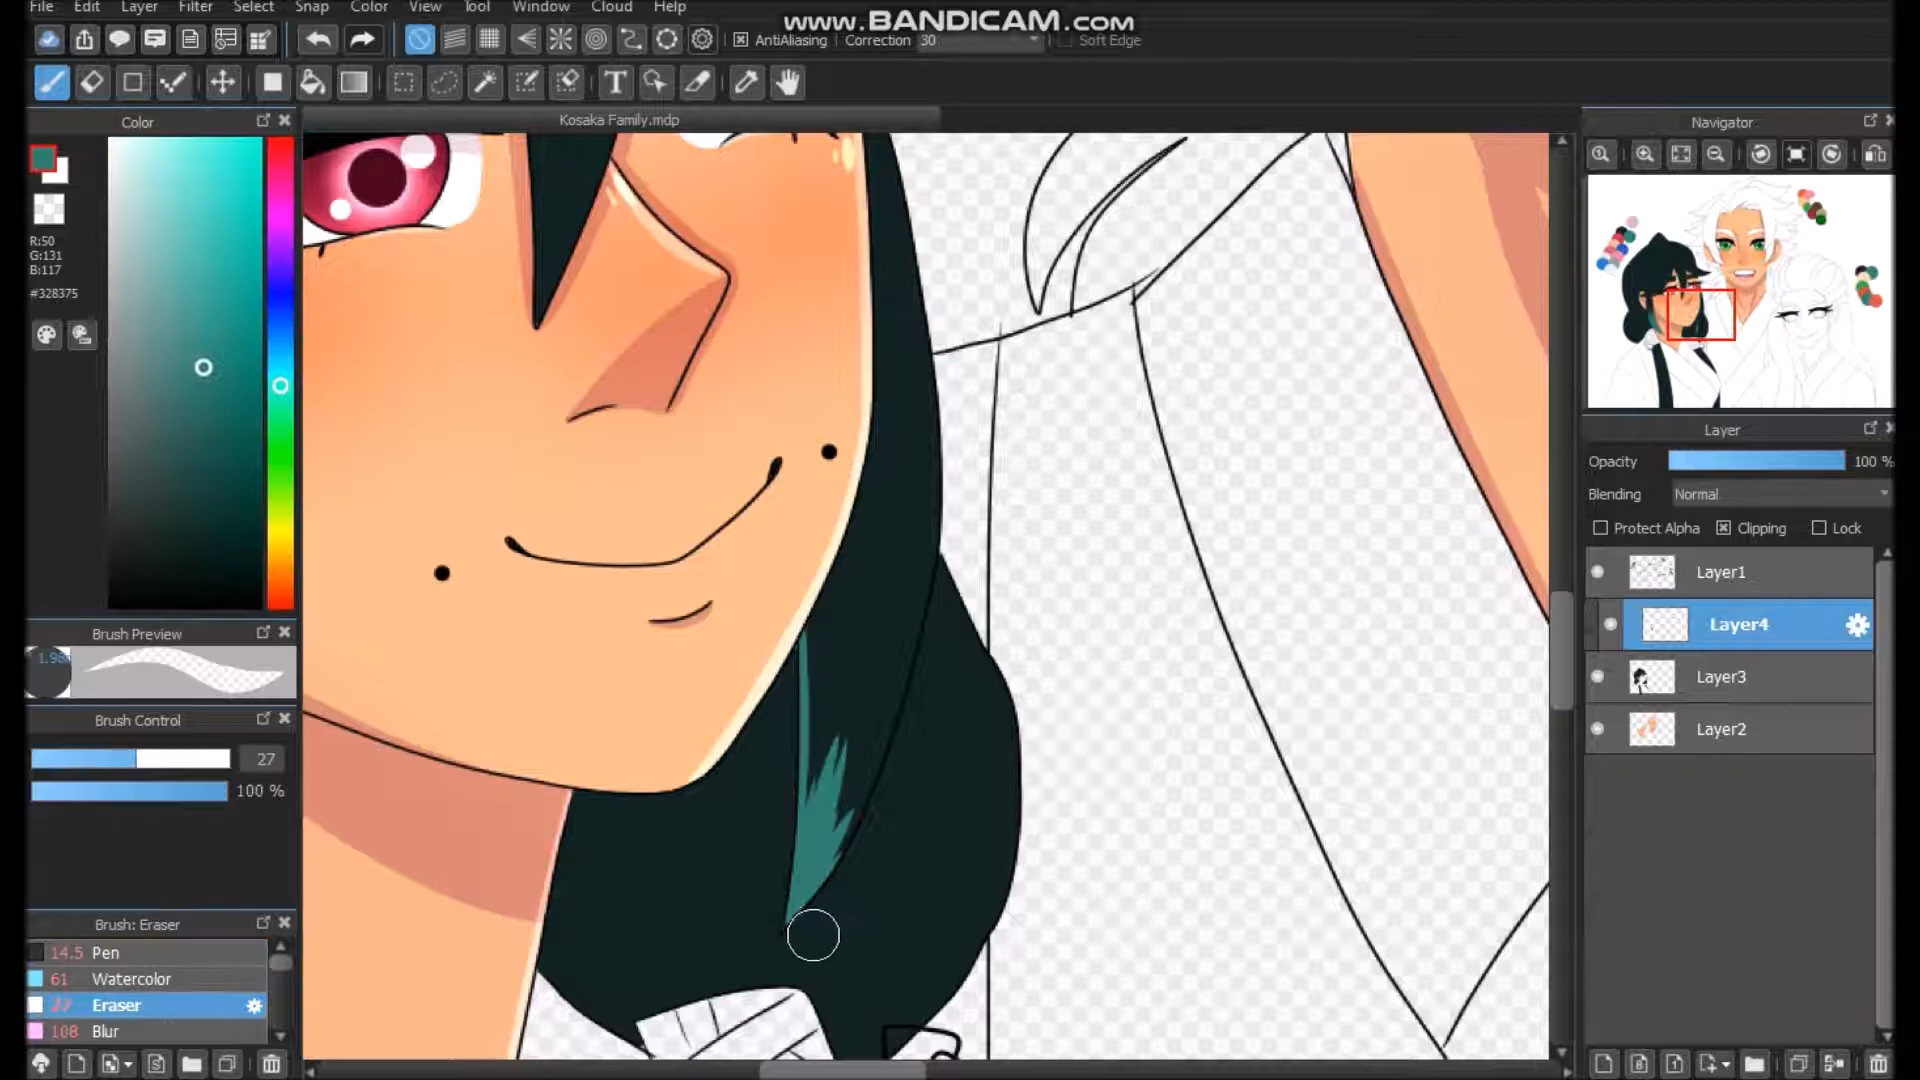 File Edit Layer Filter Select Snap Color View Tool Window Cloud Help
www.BANDICAM.com
AntiAliasing Correction 30 Soft Edge
T
Color
Kosaka Family.mdp
Navigator
R:50
G:131
B:117
#328375
Layer
Opacity 100 %
Blending Normal
Protect Alpha Clipping Lock
Layer1
Layer4
Layer3
Layer2
Brush Preview
Brush Control
27
100 %
Brush: Eraser
14.5 Pen
61 Watercolor
27 Eraser
108 Blur